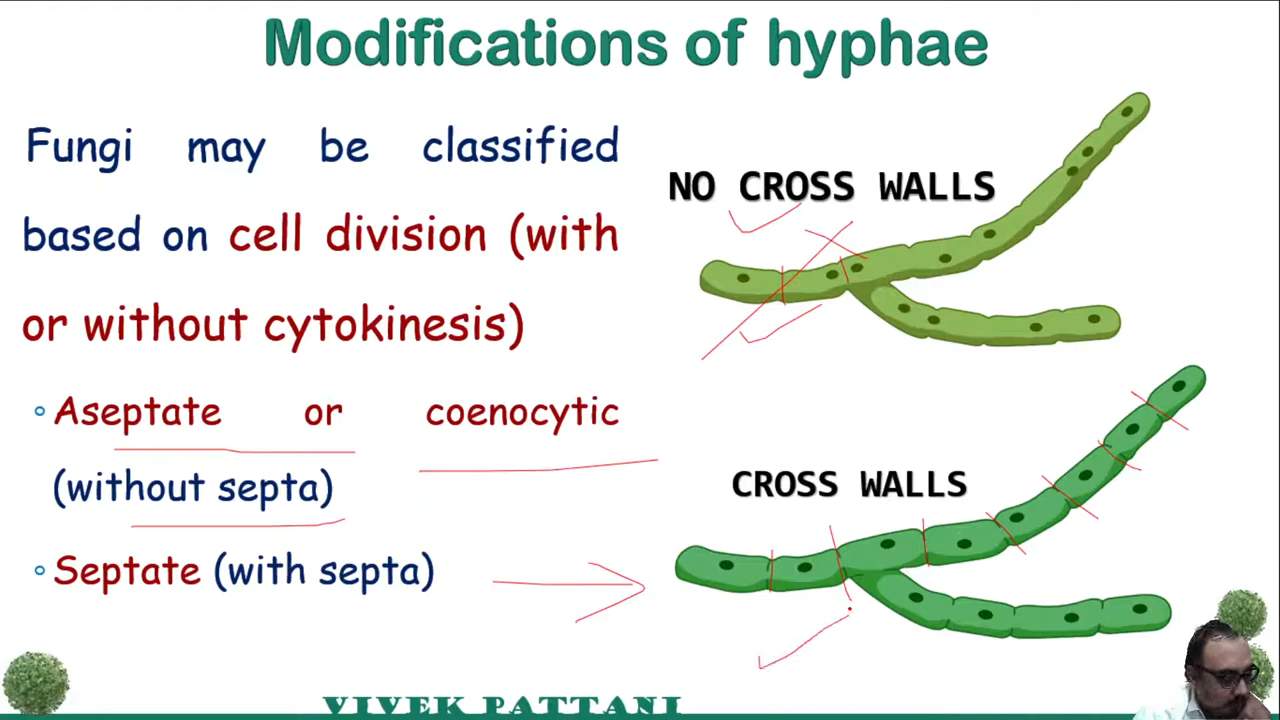 Modifications of hyphae
Fungi may be classified
based on cell division (with
or without cytokinesis)
Aseptate or coenocytic
(without septa)
Septate (with septa)
NO CROSS WALLS
CROSS WALLS
VIVEK PATTANI